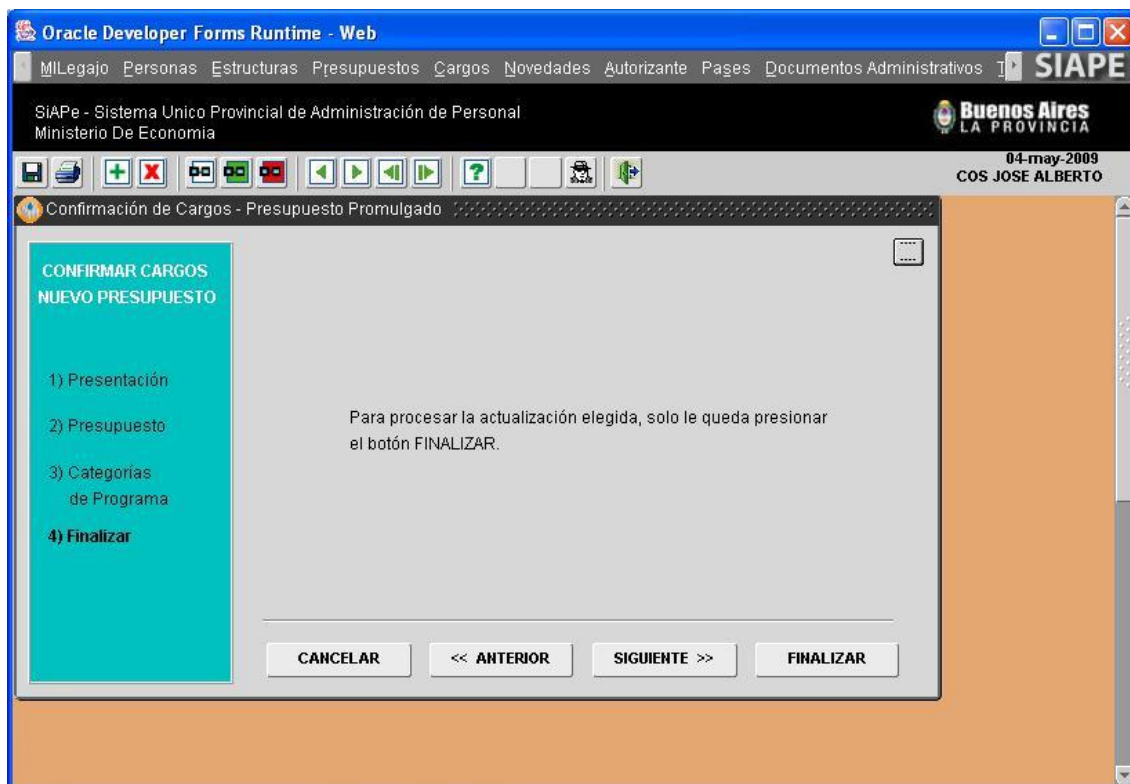 Oracle Developer Forms Runtime - Web
MILegajo Personas Estructuras Presupuestos Cargos Novedades Autorizante Pases Documentos Administrativos T SIAPE
SiAPe - Sistema Unico Provincial de Administración de Personal
Ministerio De Economia
Buenos Aires
LA PROVINCIA
04-may-2009
COS JOSE ALBERTO
Confirmación de Cargos - Presupuesto Promulgado
CONFIRMAR CARGOS
NUEVO PRESUPUESTO
1) Presentación
2) Presupuesto
3) Categorías
de Programa
4) Finalizar
Para procesar la actualización elegida, solo le queda presionar
el botón FINALIZAR.
CANCELAR << ANTERIOR SIGUIENTE >> FINALIZAR